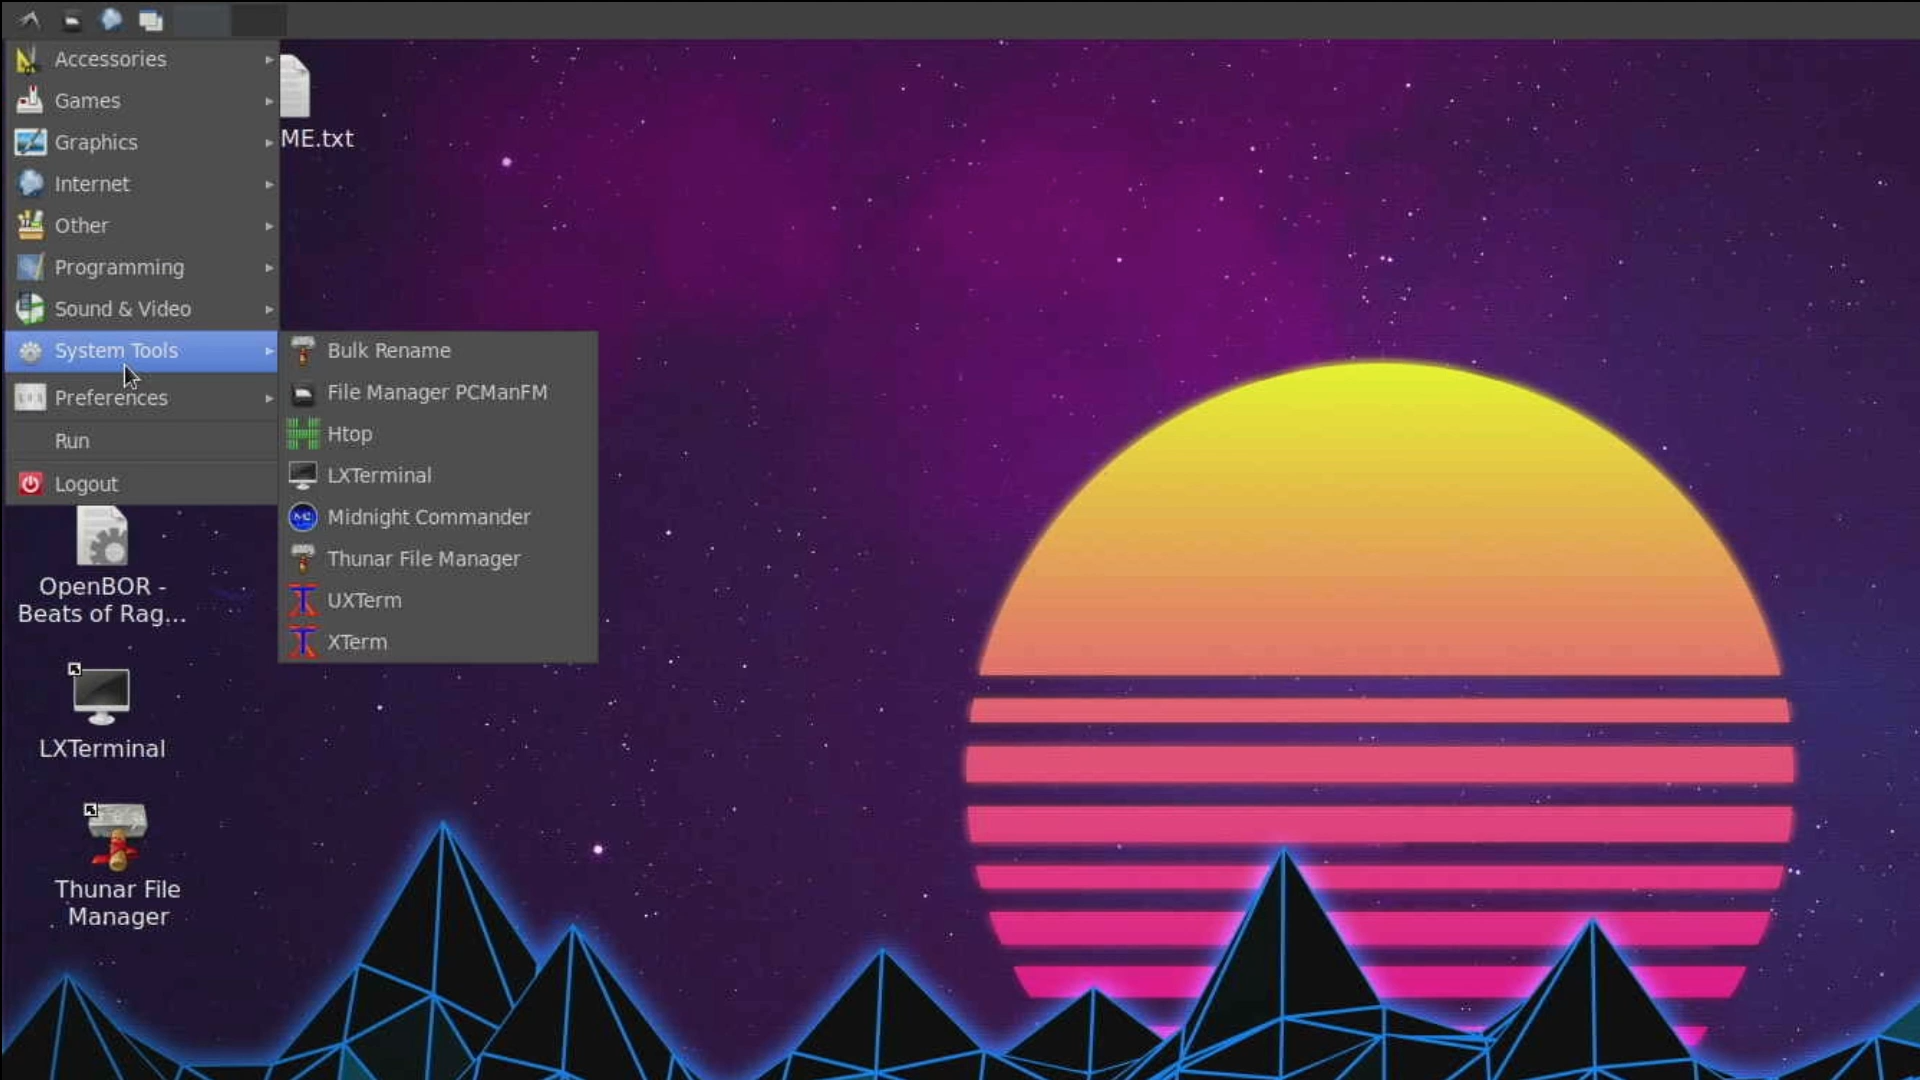 Accessories
Games
Graphics
Internet
Other
Programming
Sound & Video
System Tools
Preferences
Run
Logout
ME.txt
Bulk Rename
File Manager PCManFM
Htop
LXTerminal
Midnight Commander
Thunar File Manager
UXTerm
XTerm
OpenBOR -
Beats of Rag...
LXTerminal
Thunar File
Manager